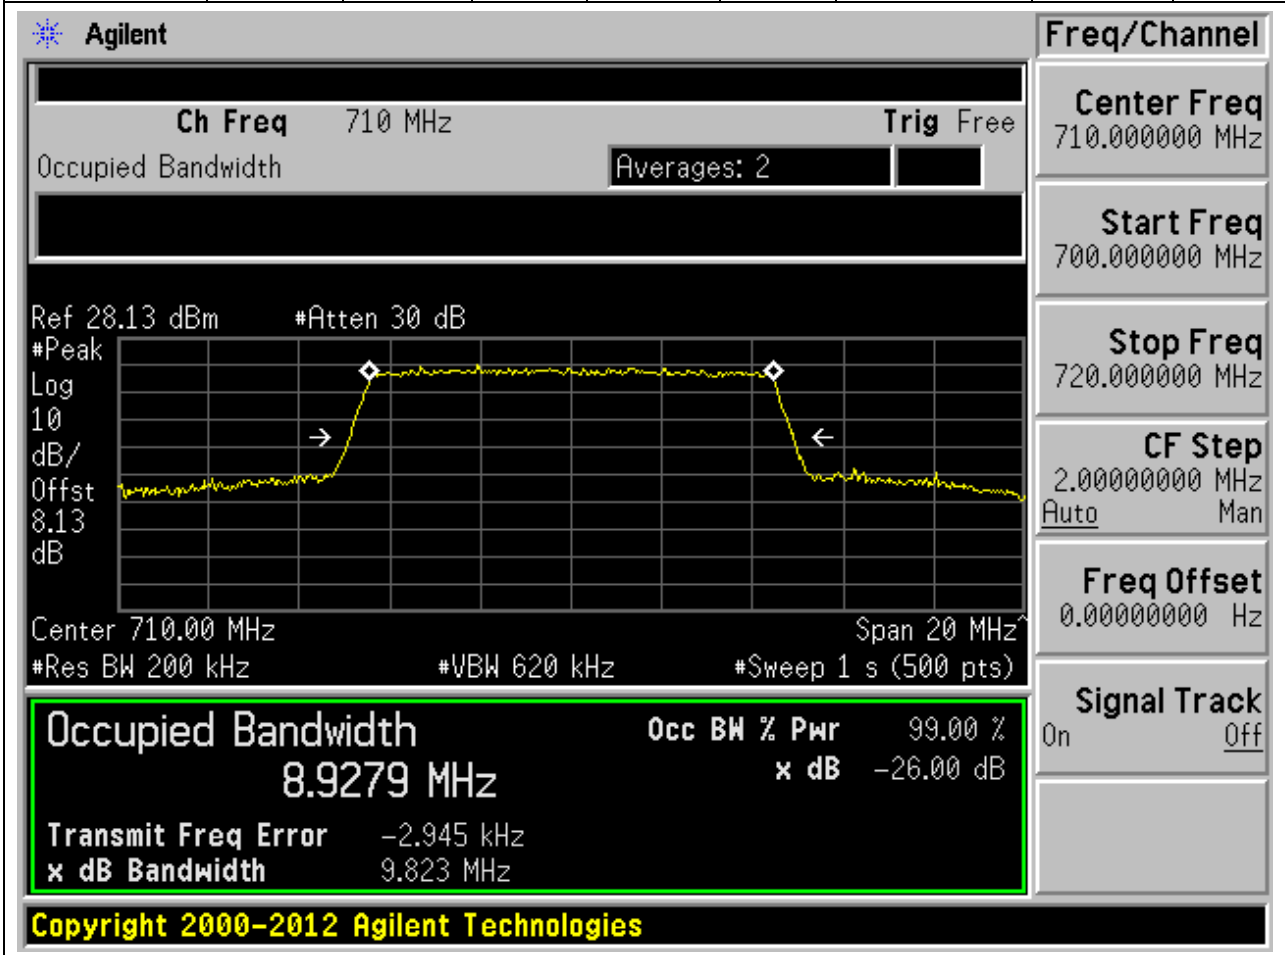 Agilent
Freq/Channel
Ch Freq 710 MHz Trig Free
Occupied Bandwidth Averages: 2
Center Freq
710.000000 MHz
Start Freq
700.000000 MHz
Stop Freq
720.000000 MHz
CF Step
2.00000000 MHz
Auto Man
Freq Offset
0.00000000 Hz
Signal Track
On Off
Ref 28.13 dBm #Atten 30 dB
#Peak
Log
10
dB/
Offst
8.13
dB
Center 710.00 MHz Span 20 MHz^
#Res BW 200 kHz #VBW 620 kHz #Sweep 1 s (500 pts)
Occupied Bandwidth Occ BW % Pwr 99.00 %
8.9279 MHz x dB -26.00 dB
Transmit Freq Error -2.945 kHz
x dB Bandwidth 9.823 MHz
Copyright 2000-2012 Agilent Technologies